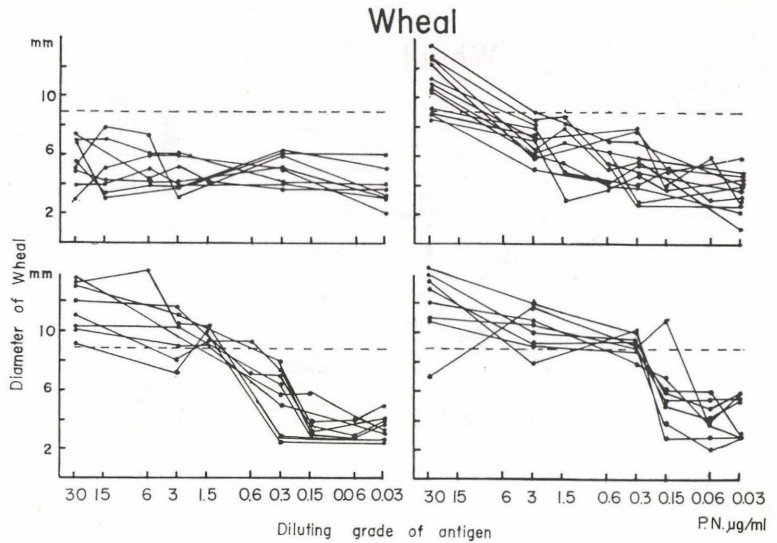 Wheal
mm
10
6
2
Diameter of Wheal
mm
10
6
2
30 15 6 3 1.5 0.6 0.3 0.15 0.06 0.03
30 15 6 3 1.5 0.6 0.3 0.15 0.06 0.03
Diluting grade of antigen
P.N. µg/ml